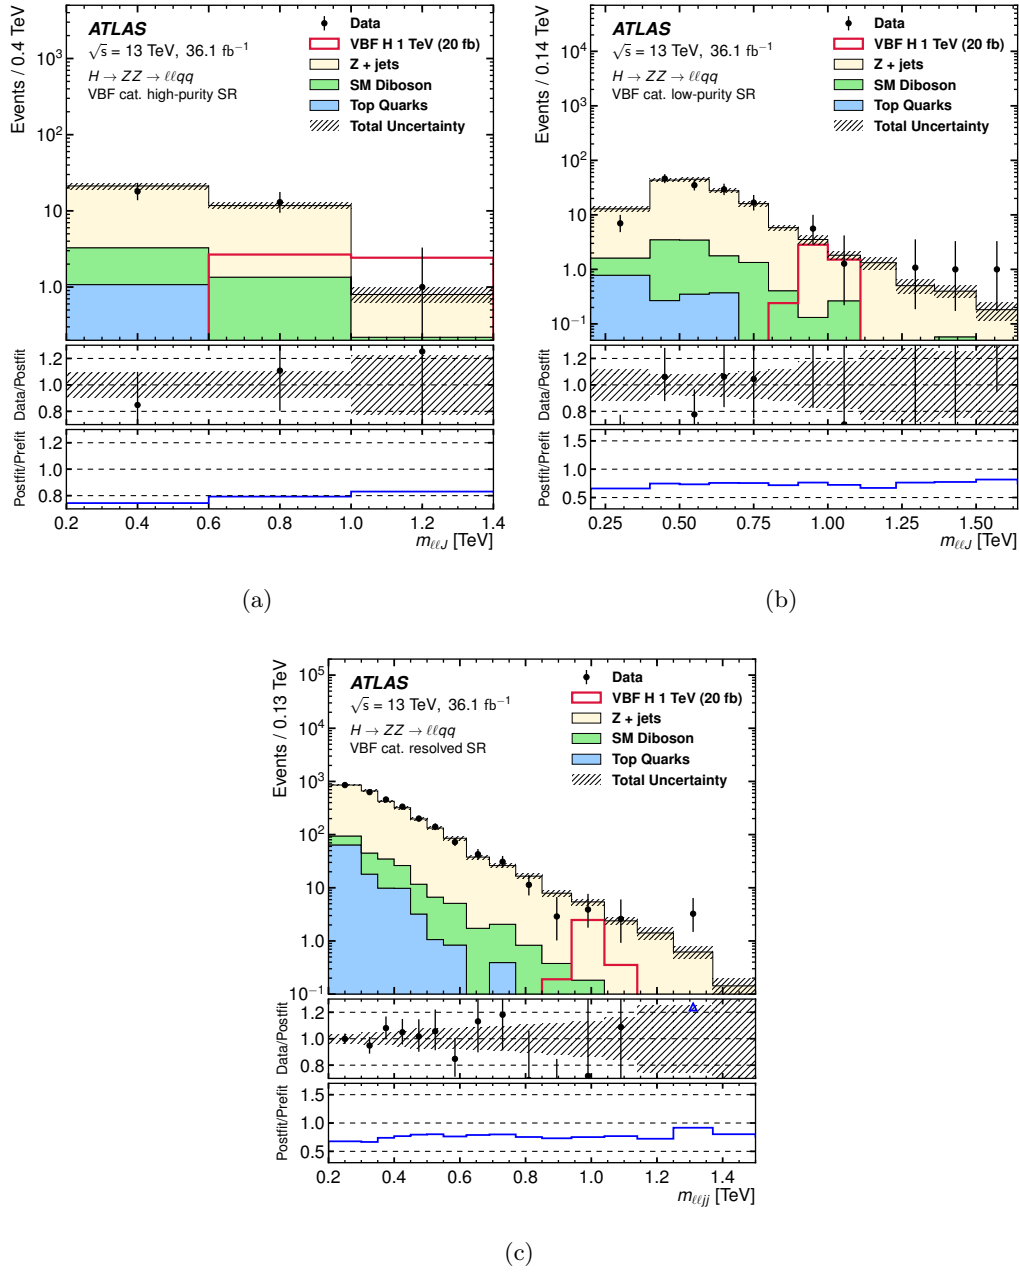 ATLAS
√s = 13 TeV, 36.1 fb⁻¹
H → ZZ → ℓℓqq
VBF cat. high-purity SR
Data
VBF H 1 TeV (20 fb)
Z + jets
SM Diboson
Top Quarks
Total Uncertainty
Events / 0.4 TeV
10³
10²
10
1.0
Data/Postfit
1.2
1.0
0.8
Postfit/Prefit
1.2
1.0
0.8
0.2 0.4 0.6 0.8 1.0 1.2 1.4
m_ℓℓJ [TeV]
(a)
ATLAS
√s = 13 TeV, 36.1 fb⁻¹
H → ZZ → ℓℓqq
VBF cat. low-purity SR
Data
VBF H 1 TeV (20 fb)
Z + jets
SM Diboson
Top Quarks
Total Uncertainty
Events / 0.14 TeV
10⁴
10³
10²
10
1.0
10⁻¹
Data/Postfit
1.2
1.0
0.8
Postfit/Prefit
1.5
1.0
0.5
0.25 0.50 0.75 1.00 1.25 1.50
m_ℓℓJ [TeV]
(b)
ATLAS
√s = 13 TeV, 36.1 fb⁻¹
H → ZZ → ℓℓqq
VBF cat. resolved SR
Data
VBF H 1 TeV (20 fb)
Z + jets
SM Diboson
Top Quarks
Total Uncertainty
Events / 0.13 TeV
10⁵
10⁴
10³
10²
10
1.0
10⁻¹
Data/Postfit
1.2
1.0
0.8
Postfit/Prefit
1.5
1.0
0.5
0.2 0.4 0.6 0.8 1.0 1.2 1.4
m_ℓℓjj [TeV]
(c)